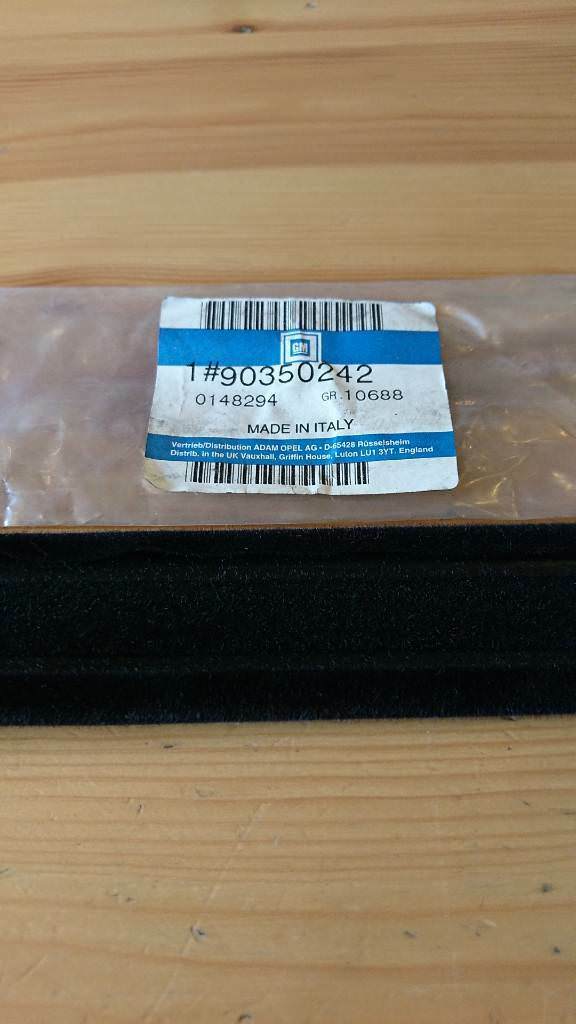 GM
1#90350242
0148294 GR.10688
MADE IN ITALY
Vertrieb/Distribution ADAM OPEL AG - D-65428 Rüsselsheim
Distrib. in the UK Vauxhall, Griffin House, Luton LU1 3YT. England